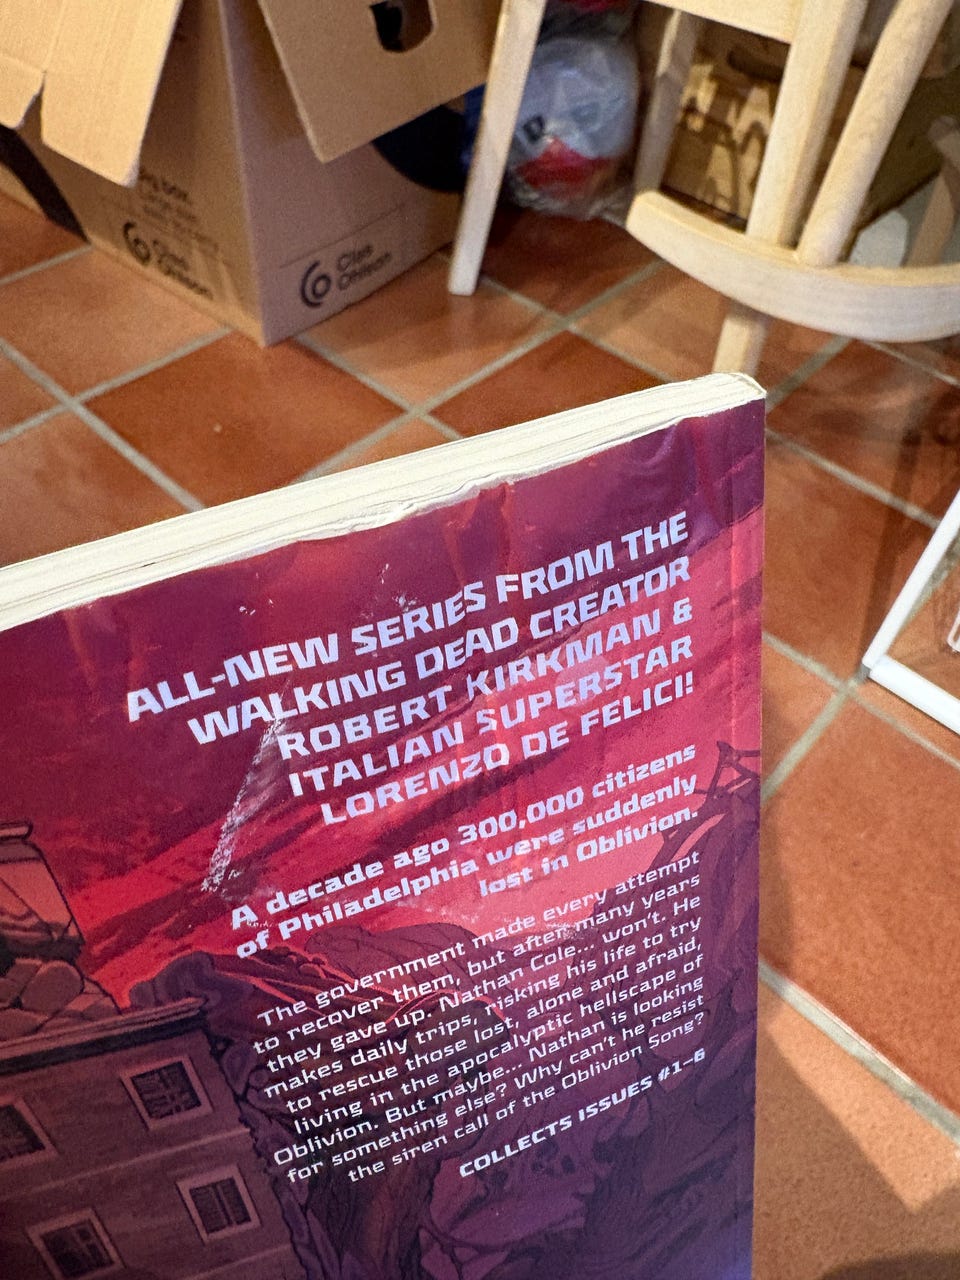 Clas
Ohlson
ALL-NEW SERIES FROM THE
WALKING DEAD CREATOR
ROBERT KIRKMAN &
ITALIAN SUPERSTAR
LORENZO DE FELICI!
A decade ago 300,000 citizens
of Philadelphia were suddenly
lost in Oblivion.
The government made every attempt
to recover them, but after many years
they gave up. Nathan Cole... won't. He
makes daily trips, risking his life to try
to rescue those lost, alone and afraid,
living in the apocalyptic hellscape of
Oblivion. But maybe... Nathan is looking
for something else? Why can't he resist
the siren call of the Oblivion Song?
COLLECTS ISSUES #1-6